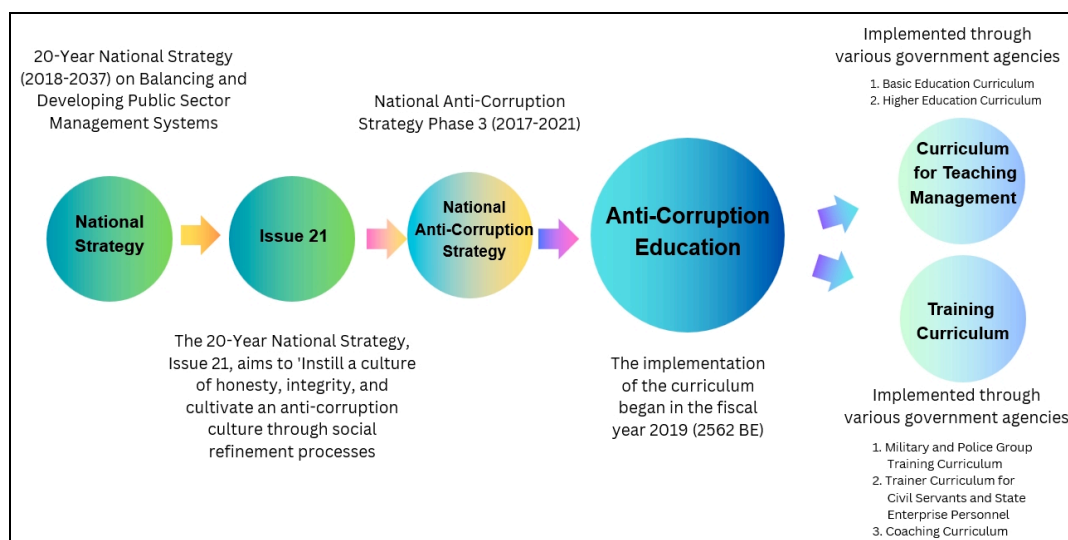 20-Year National Strategy
(2018-2037) on Balancing and
Developing Public Sector
Management Systems
National
Strategy
Issue 21
The 20-Year National Strategy,
Issue 21, aims to 'Instill a culture
of honesty, integrity, and
cultivate an anti-corruption
culture through social
refinement processes
National Anti-Corruption
Strategy Phase 3 (2017-2021)
National
Anti-Corruption
Strategy
Anti-Corruption
Education
The implementation
of the curriculum
began in the fiscal
year 2019 (2562 BE)
Implemented through
various government agencies
1. Basic Education Curriculum
2. Higher Education Curriculum
Curriculum
for Teaching
Management
Training
Curriculum
Implemented through
various government agencies
1. Military and Police Group
Training Curriculum
2. Trainer Curriculum for
Civil Servants and State
Enterprise Personnel
3. Coaching Curriculum